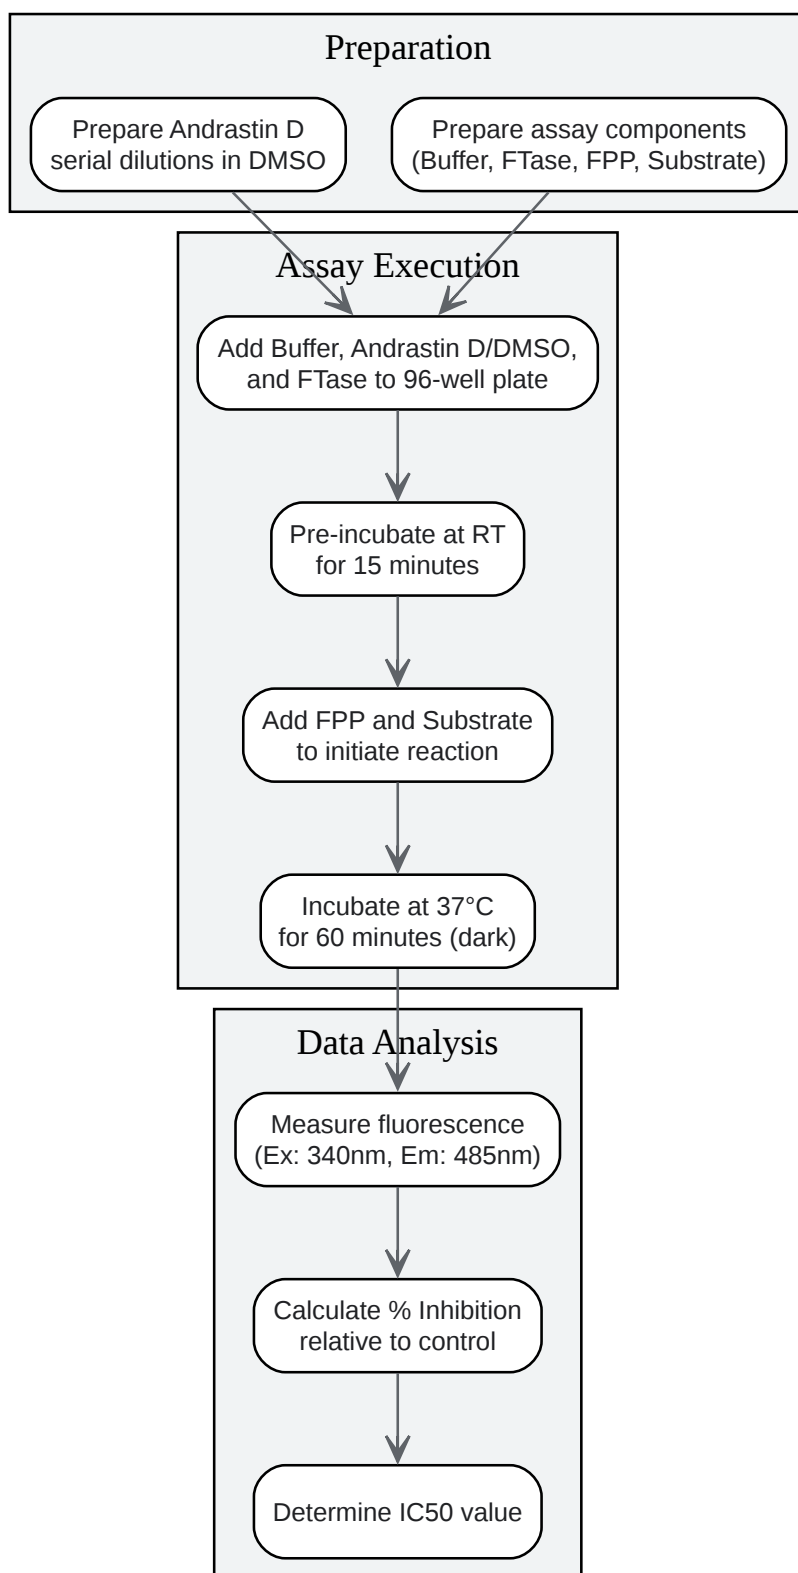 Preparation
Prepare Andrastin D
serial dilutions in DMSO
Prepare assay components
(Buffer, FTase, FPP, Substrate)
Assay Execution
Add Buffer, Andrastin D/DMSO,
and FTase to 96-well plate
Pre-incubate at RT
for 15 minutes
Add FPP and Substrate
to initiate reaction
Incubate at 37°C
for 60 minutes (dark)
Data Analysis
Measure fluorescence
(Ex: 340nm, Em: 485nm)
Calculate % Inhibition
relative to control
Determine IC50 value